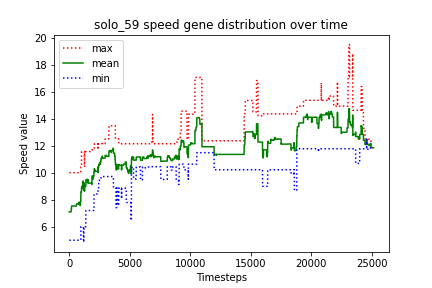 solo_59 speed gene distribution over time
max
mean
min
Speed value
20
18
16
14
12
10
8
6
0
5000
10000
15000
20000
25000
Timesteps